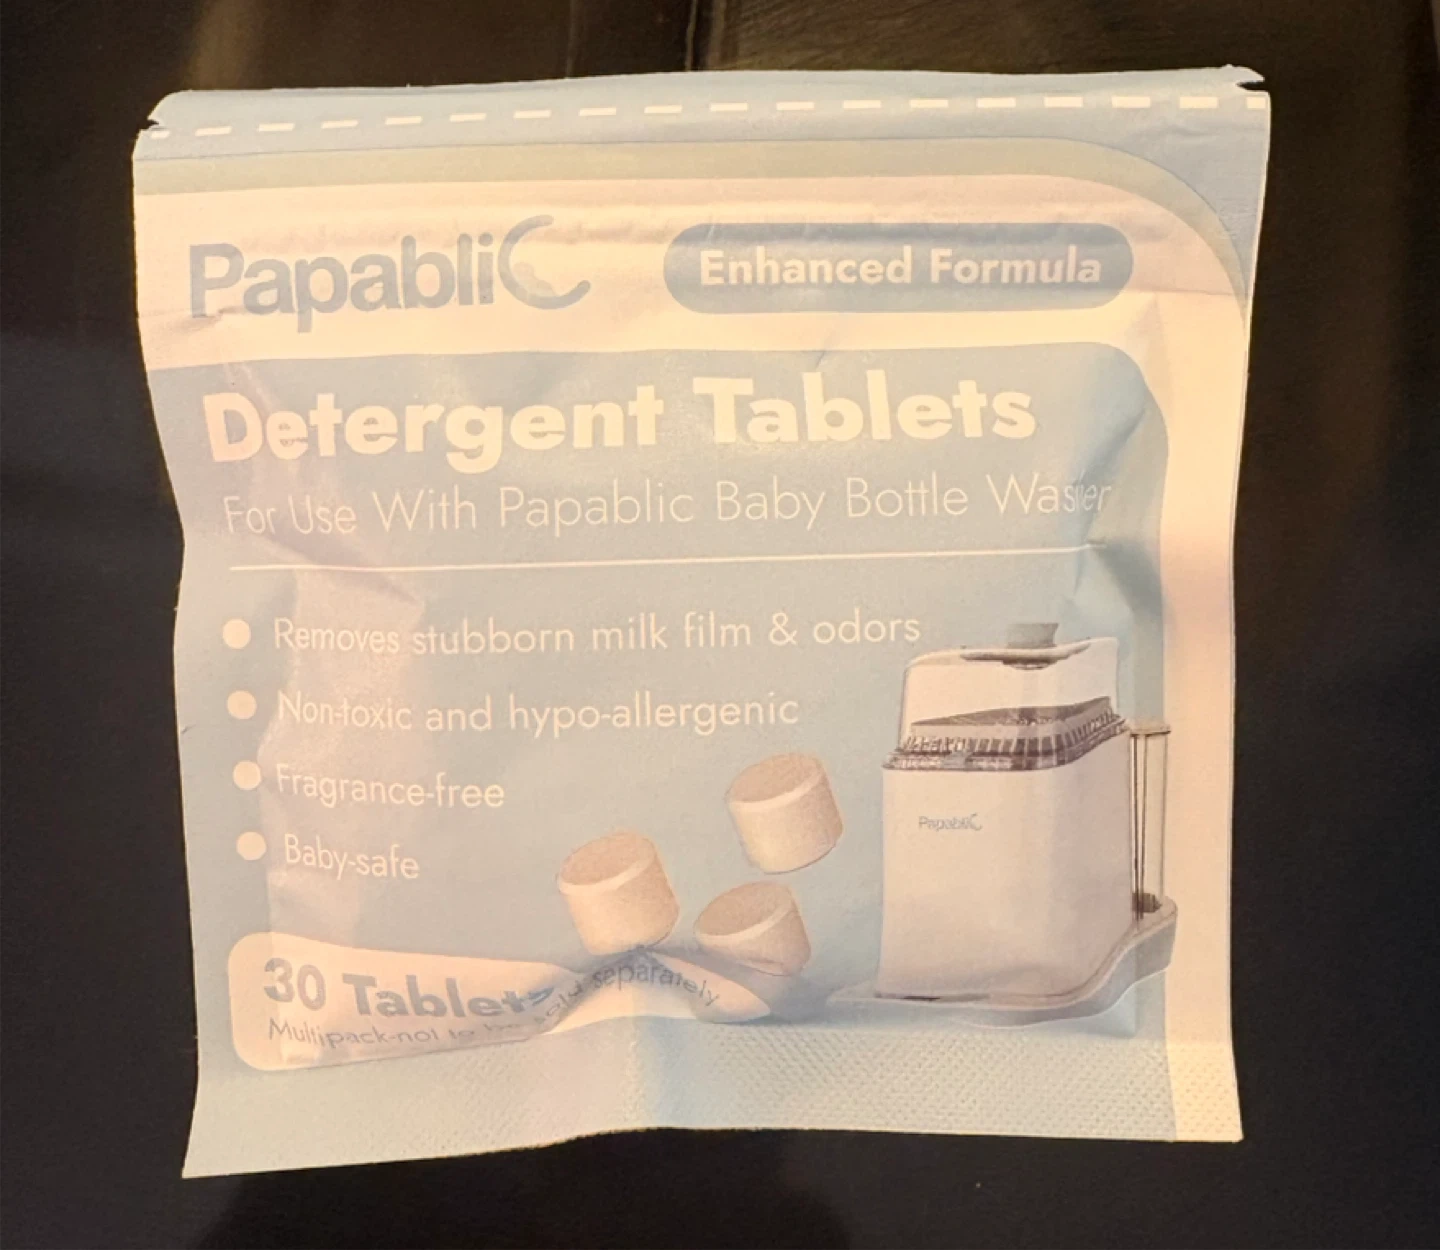 Papablic
Enhanced Formula
Detergent Tablets
For Use With Papablic Baby Bottle Washer
Removes stubborn milk film & odors
Non-toxic and hypo-allergenic
Fragrance-free
Baby-safe
Papablic
30 Tablets
Multipack-not to be sold separately